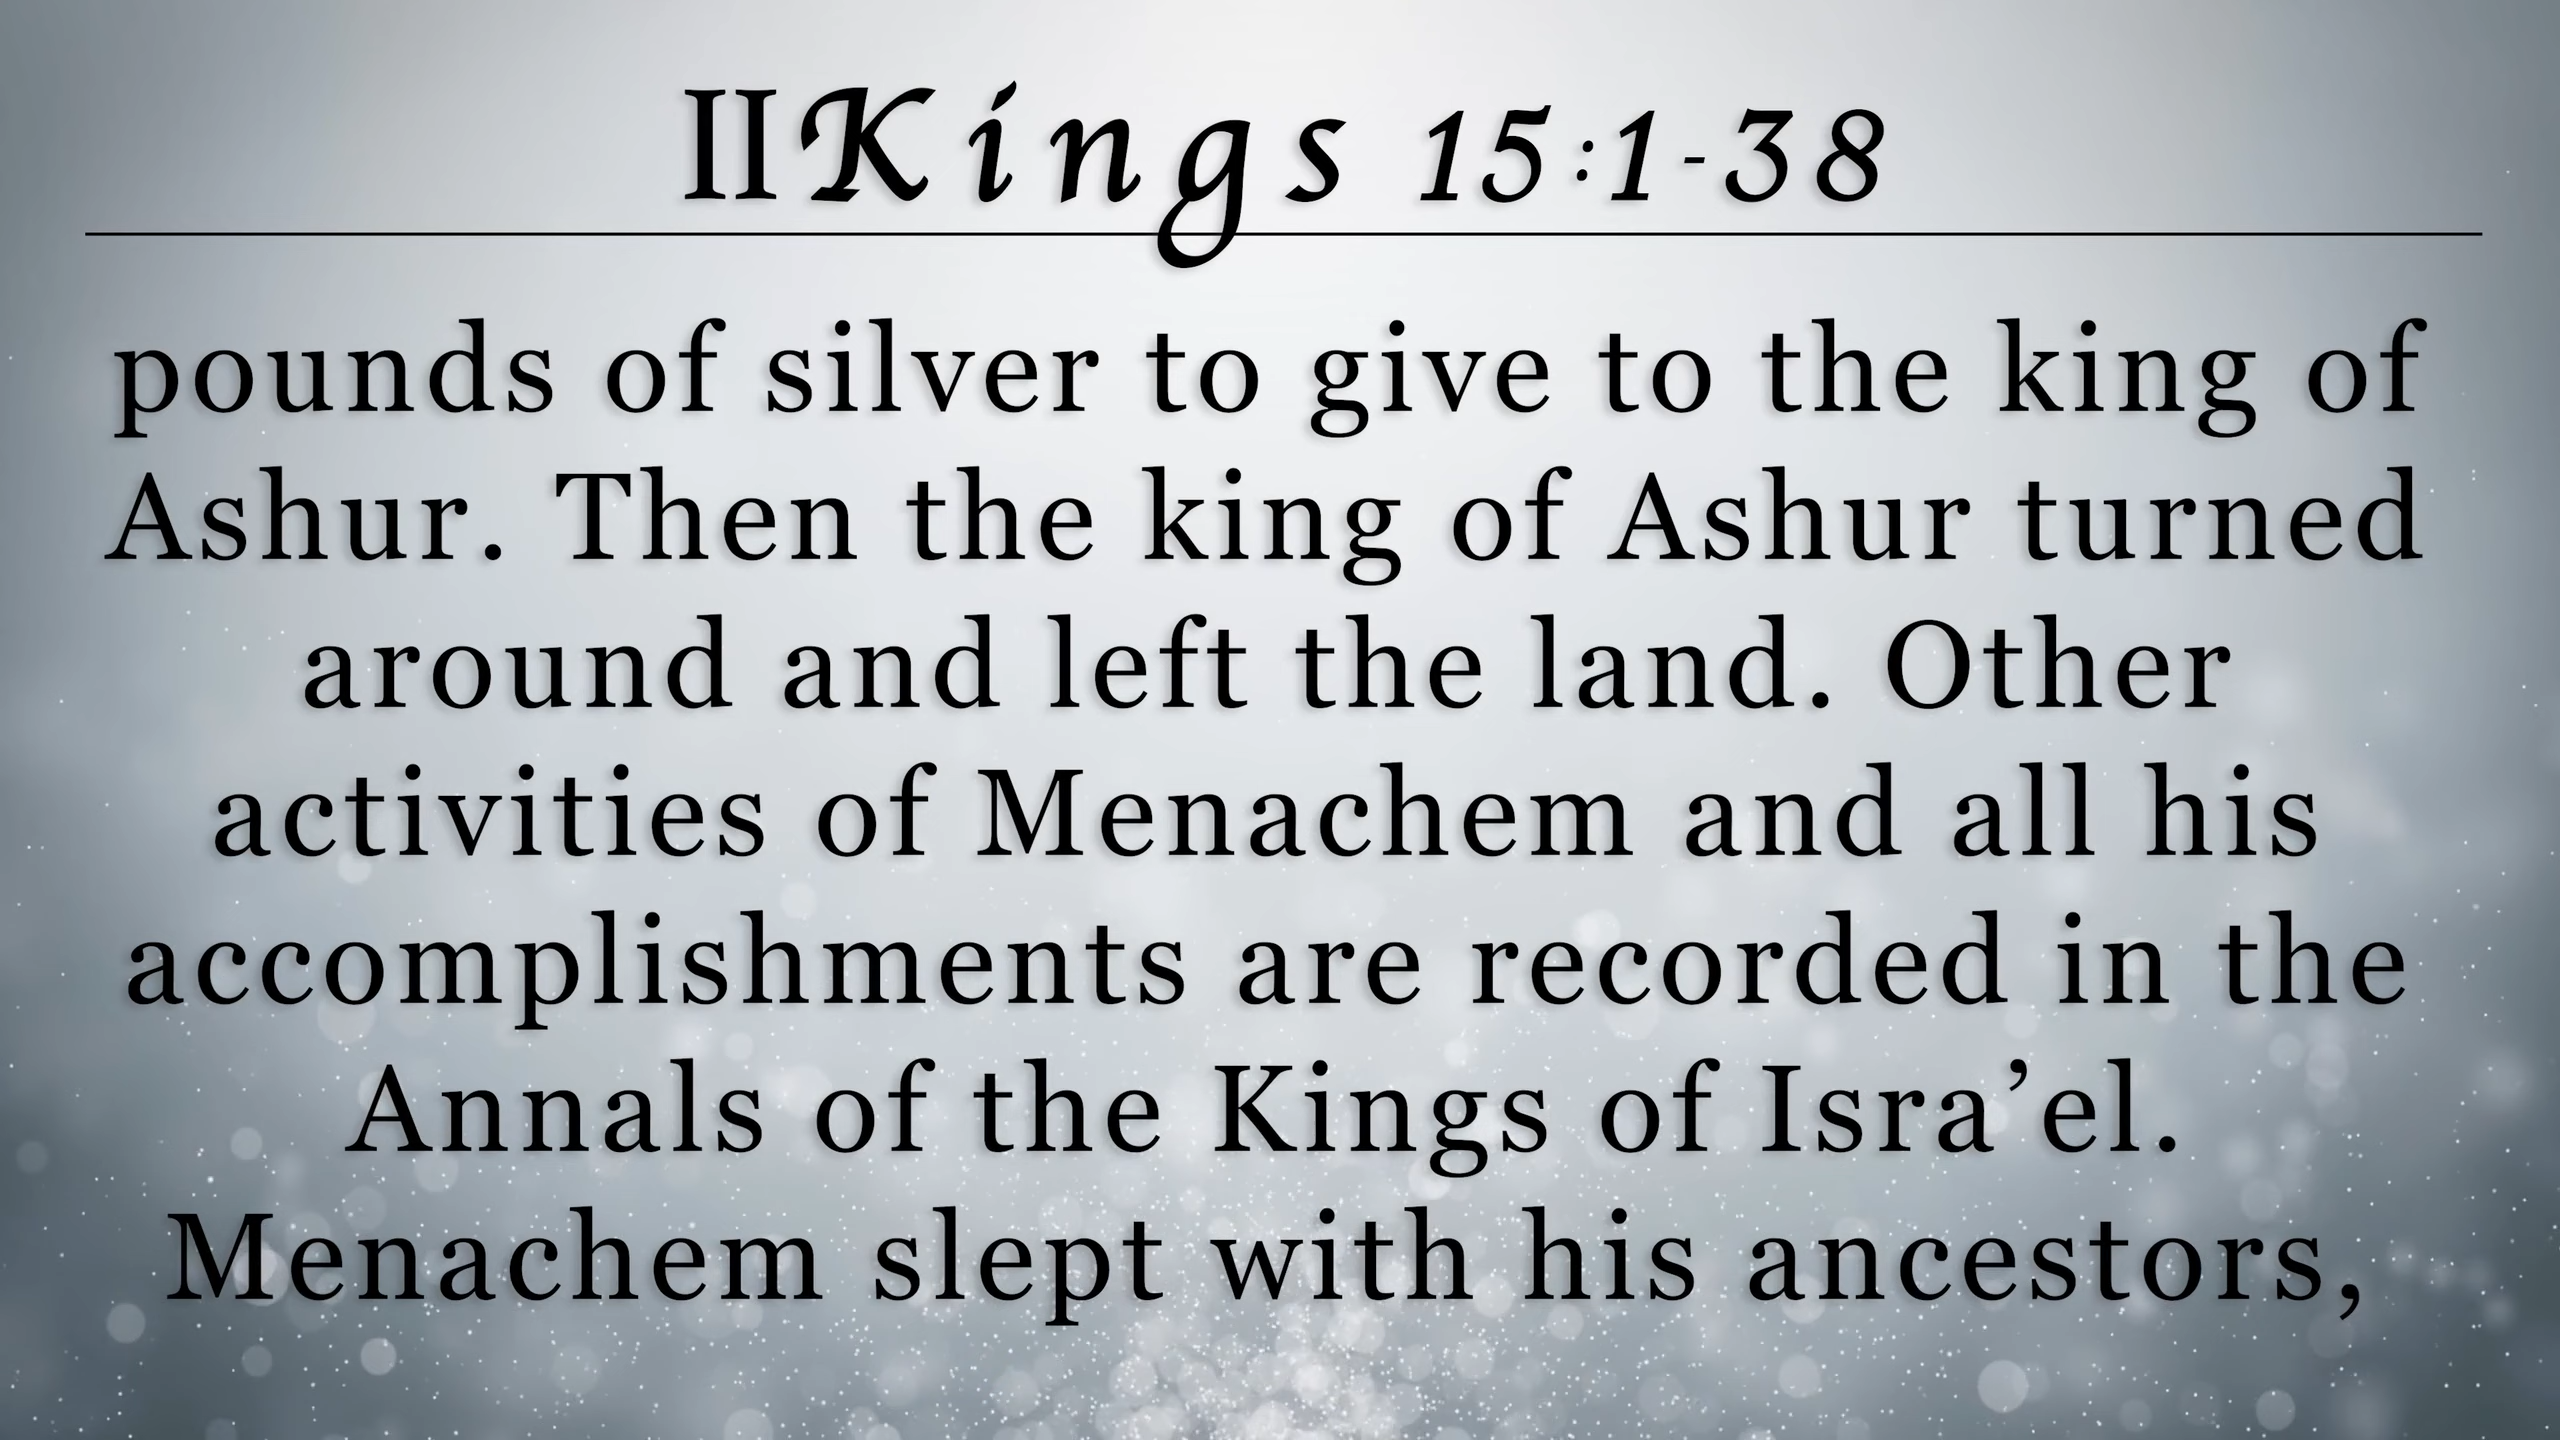 II Kings 15:1-38
pounds of silver to give to the king of
Ashur. Then the king of Ashur turned
around and left the land. Other
activities of Menachem and all his
accomplishments are recorded in the
Annals of the Kings of Isra’el.
Menachem slept with his ancestors,